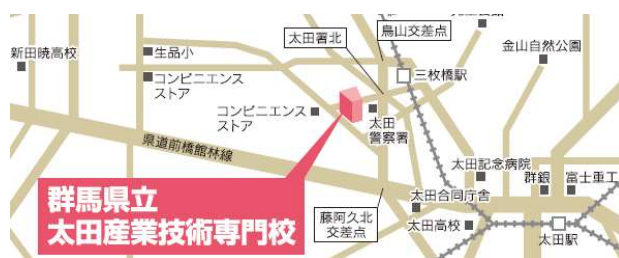 太田署北
鳥山交差点
新田暁高校
生品小
金山自然公園
三枚橋駅
コンビニエンス
ストア
コンビニエンス
ストア
太田
警察署
県道前橋館林線
太田記念病院
群銀
富士重工
群馬県立
太田産業技術専門校
太田合同庁舎
藤阿久北
交差点
太田高校
太田駅